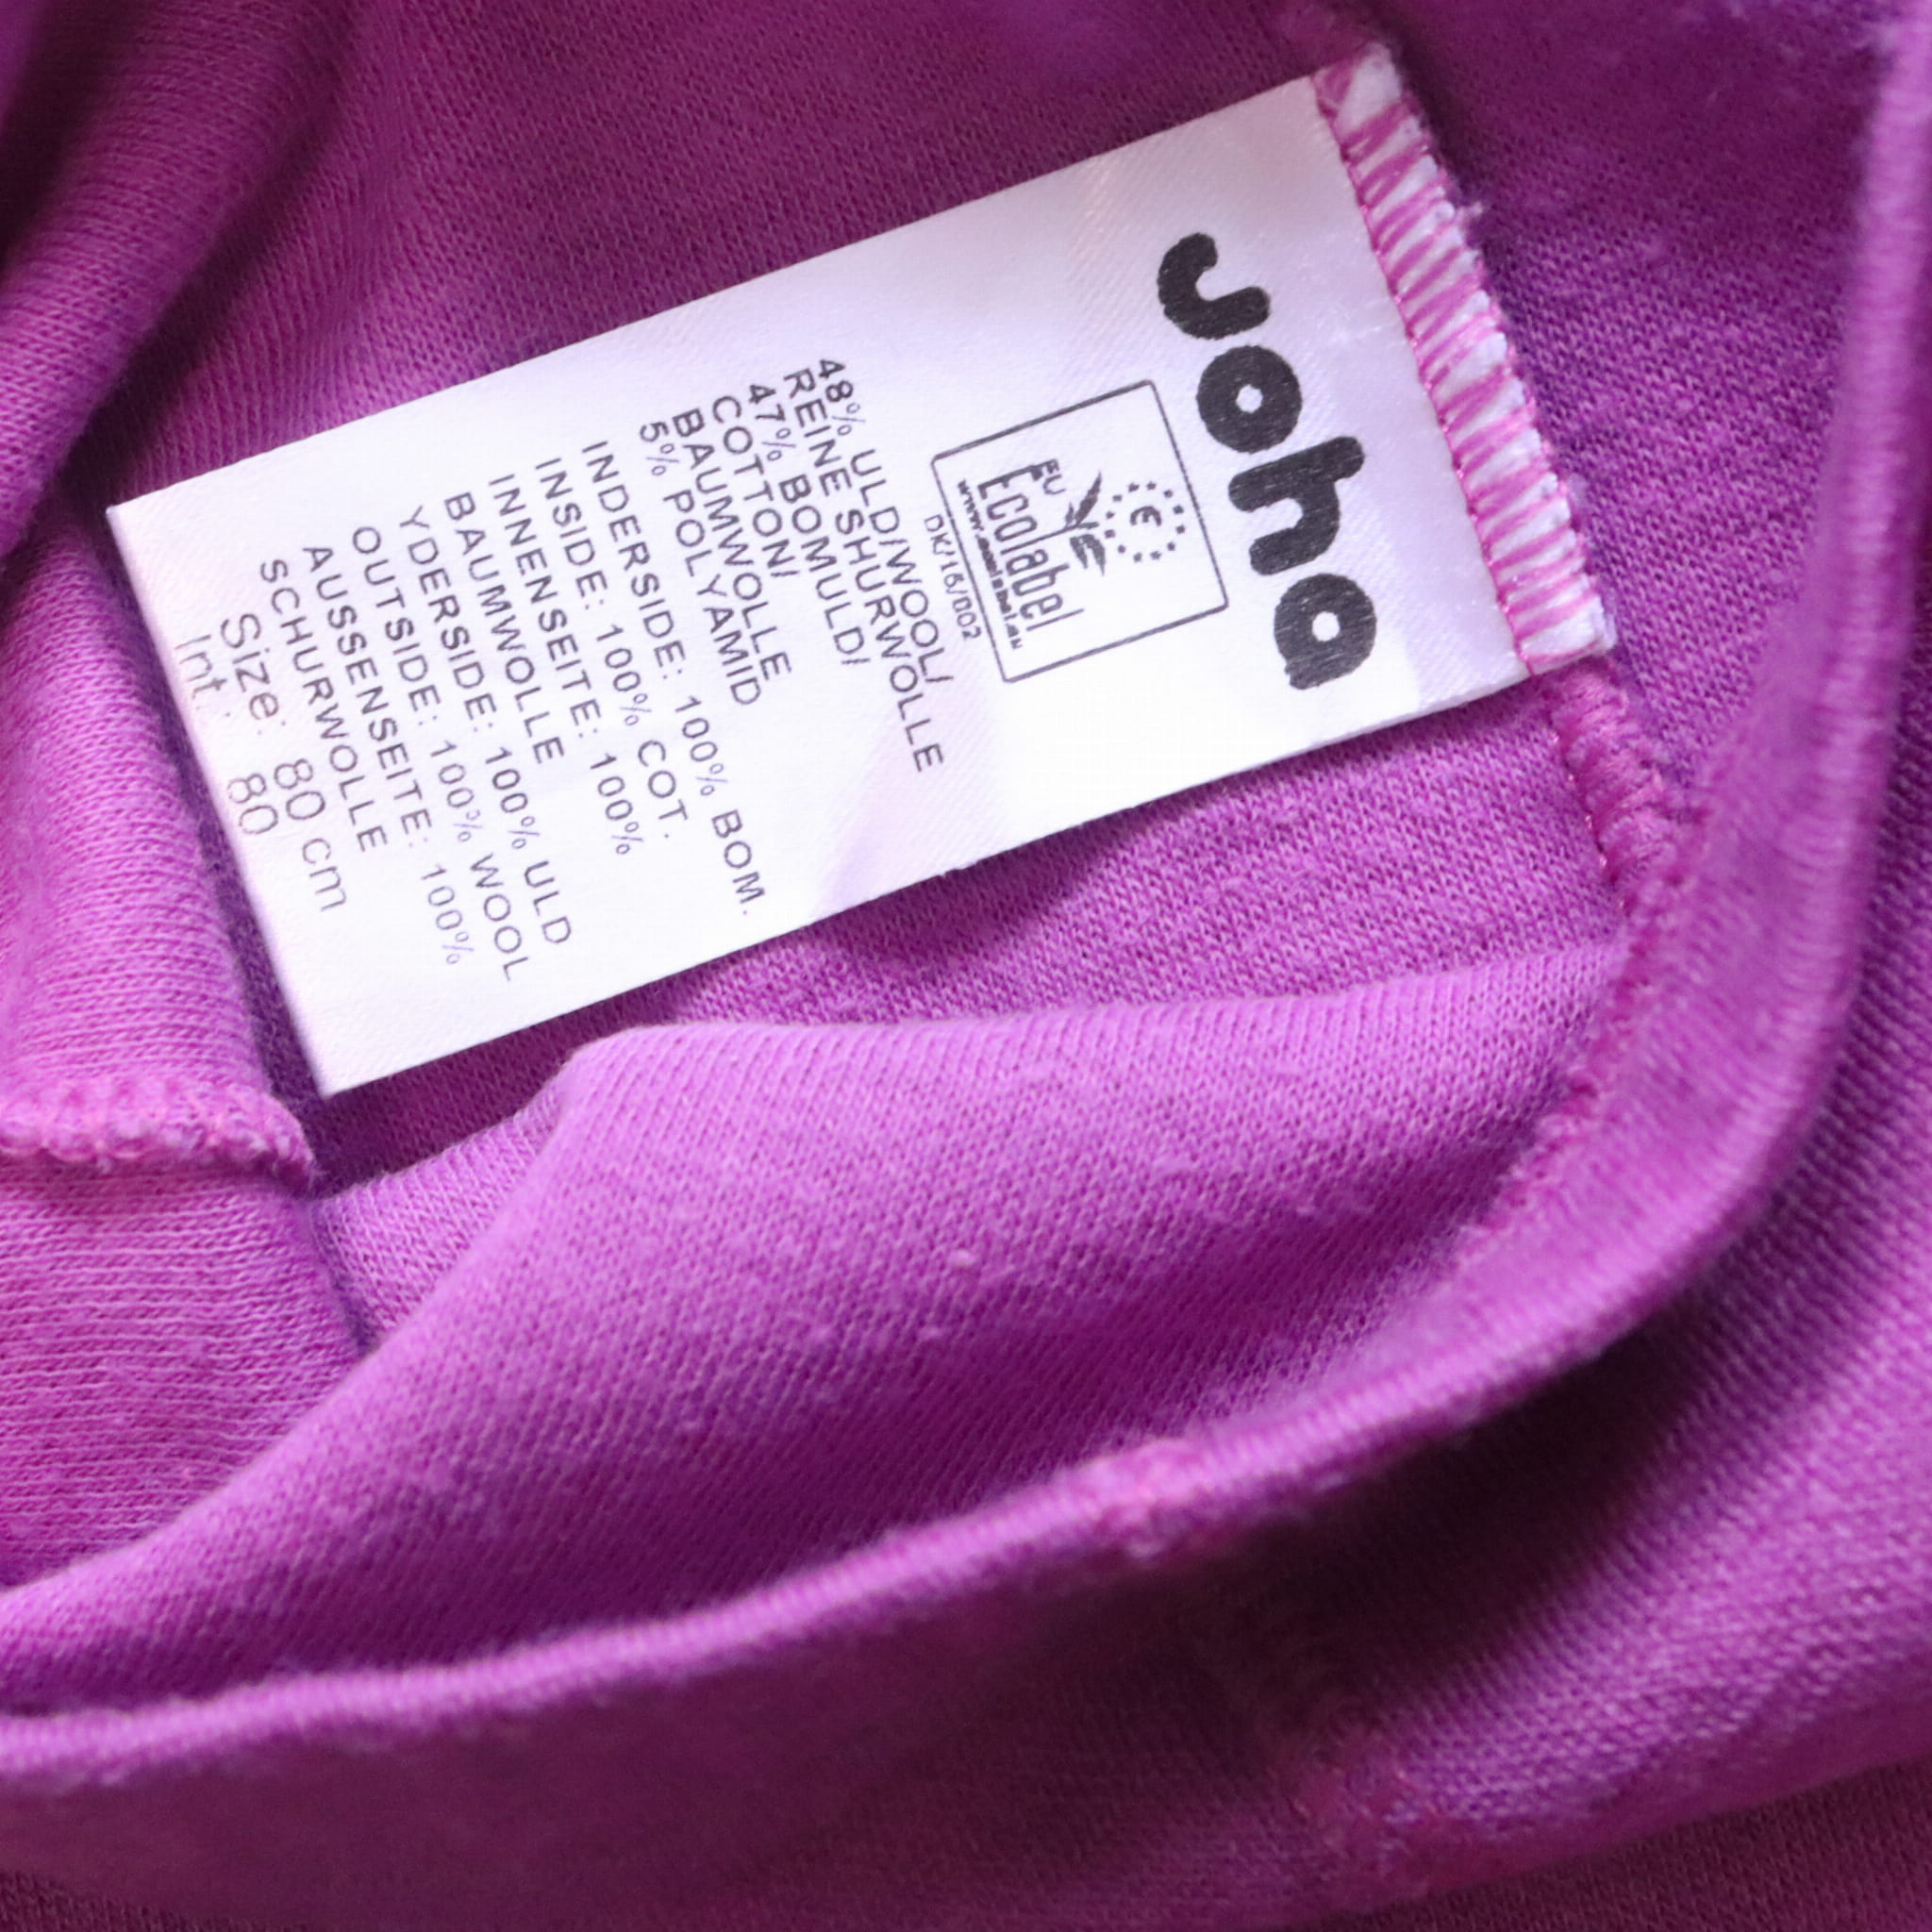 Joha
EU
Ecolabel
DK/16/002
48% ULD/WOOL/
REINE SHURWOLLE
47% BOMULD/
COTTON/
BAUMWOLLE
5% POLYAMID
INDERSIDE: 100% BOM.
INSIDE: 100% COT.
INNENSEITE: 100%
BAUMWOLLE
YDERSIDE: 100% ULD
OUTSIDE: 100% WOOL
AUSSENSEITE: 100%
SCHURWOLLE
Size: 80 cm
Int.: 80